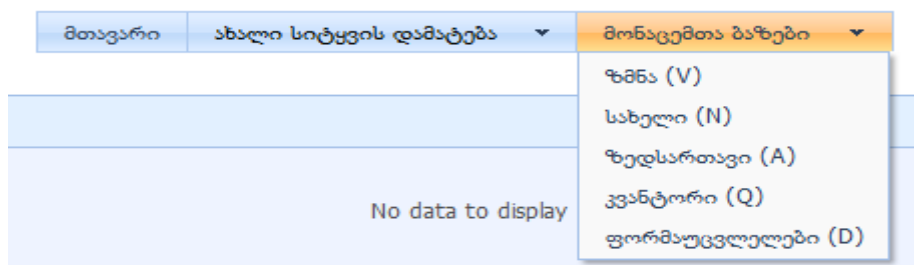 მთავარი ახალი სიტყვის დამატება მონაცემთა ბაზები
ზმნა (V)
სახელი (N)
ზედსართავი (A)
No data to display
კვანტორი (Q)
ფორმაუცვლელები (D)